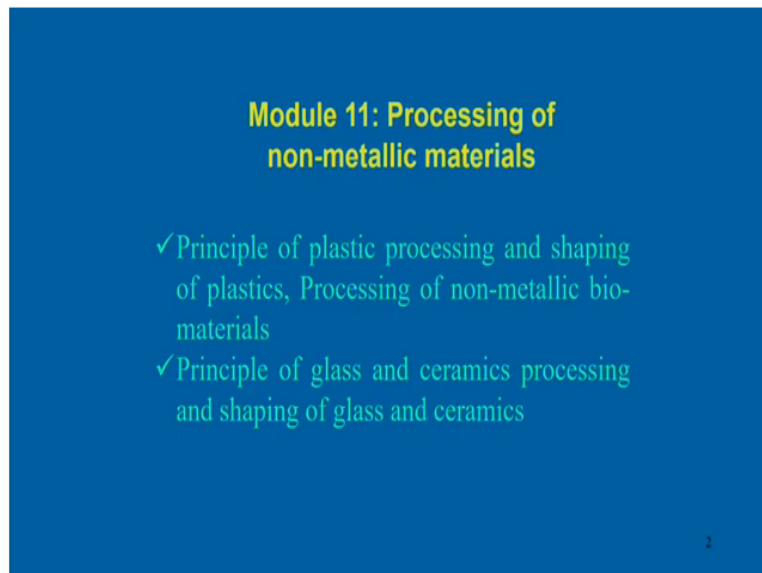 Module 11: Processing of
non-metallic materials
✓Principle of plastic processing and shaping
of plastics, Processing of non-metallic bio-
materials
✓Principle of glass and ceramics processing
and shaping of glass and ceramics
2